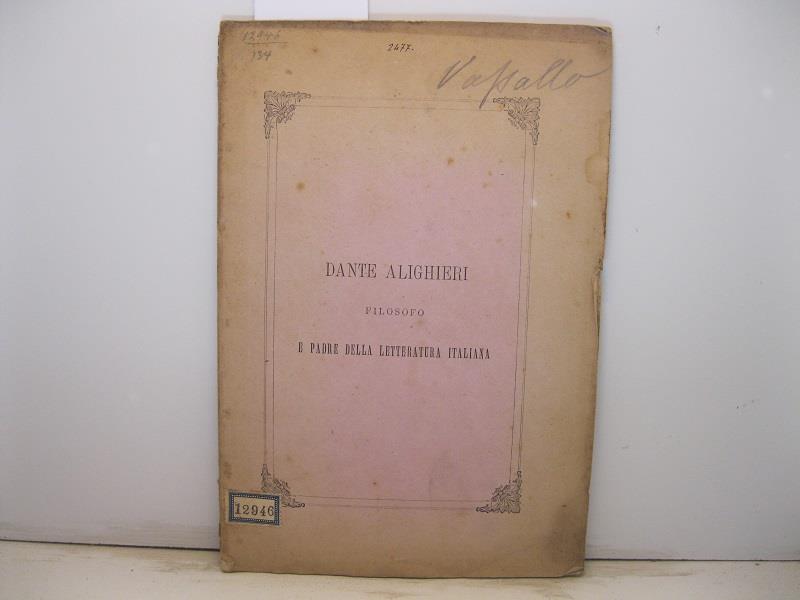 12946
134
2477.
Vassallo
DANTE ALIGHIERI
FILOSOFO
E PADRE DELLA LETTERATURA ITALIANA
12946